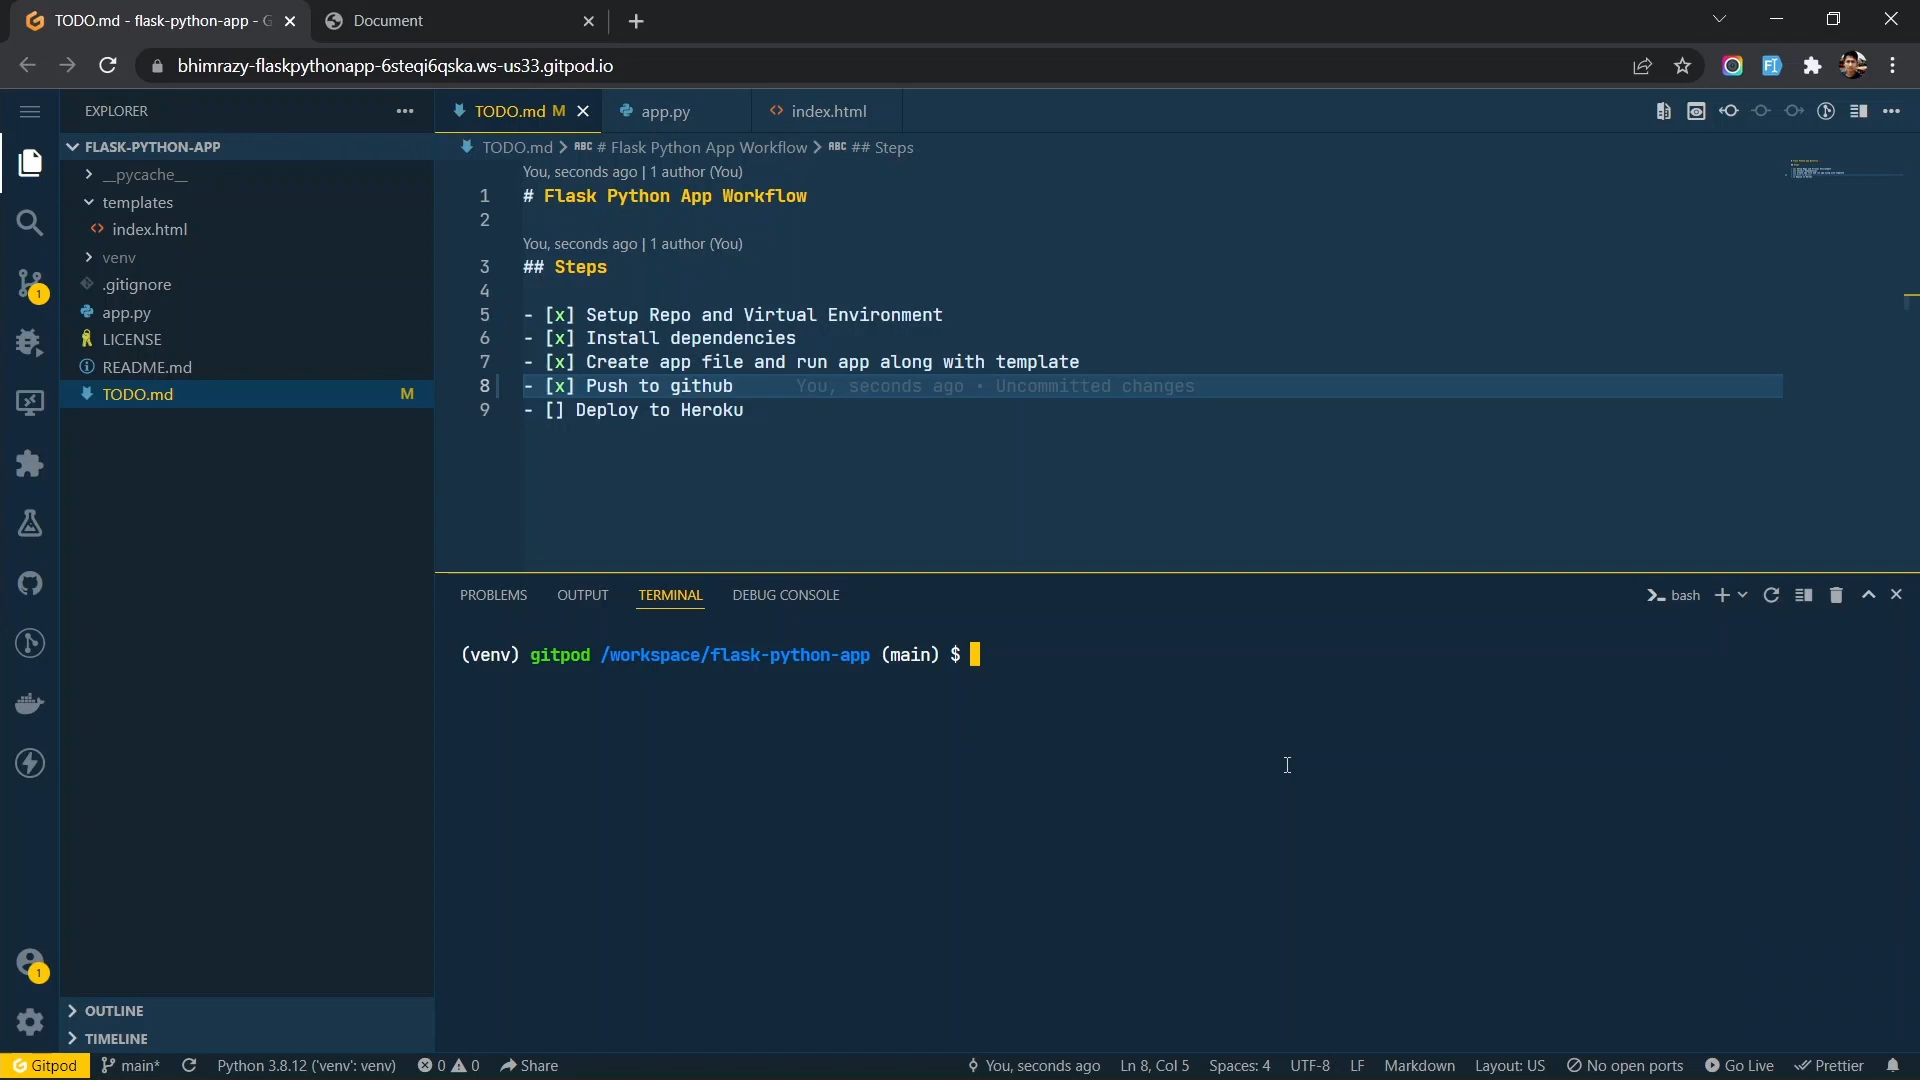 TODO.md - flask-python-app - G
Document
bhimrazy-flaskpythonapp-6steqi6qska.ws-us33.gitpod.io
EXPLORER
TODO.md M
app.py
index.html
FLASK-PYTHON-APP
TODO.md > ABC # Flask Python App Workflow > ABC ## Steps
__pycache__
templates
index.html
venv
.gitignore
app.py
LICENSE
README.md
TODO.md M
You, seconds ago | 1 author (You)
1 # Flask Python App Workflow
2
You, seconds ago | 1 author (You)
3 ## Steps
4
5 - [x] Setup Repo and Virtual Environment
6 - [x] Install dependencies
7 - [x] Create app file and run app along with template
8 - [x] Push to github You, seconds ago • Uncommitted changes
9 - [] Deploy to Heroku
1
1
PROBLEMS OUTPUT TERMINAL DEBUG CONSOLE
bash
(venv) gitpod /workspace/flask-python-app (main) $
OUTLINE
TIMELINE
Gitpod main* Python 3.8.12 ('venv': venv) 0 0 Share You, seconds ago Ln 8, Col 5 Spaces: 4 UTF-8 LF Markdown Layout: US No open ports Go Live Prettier